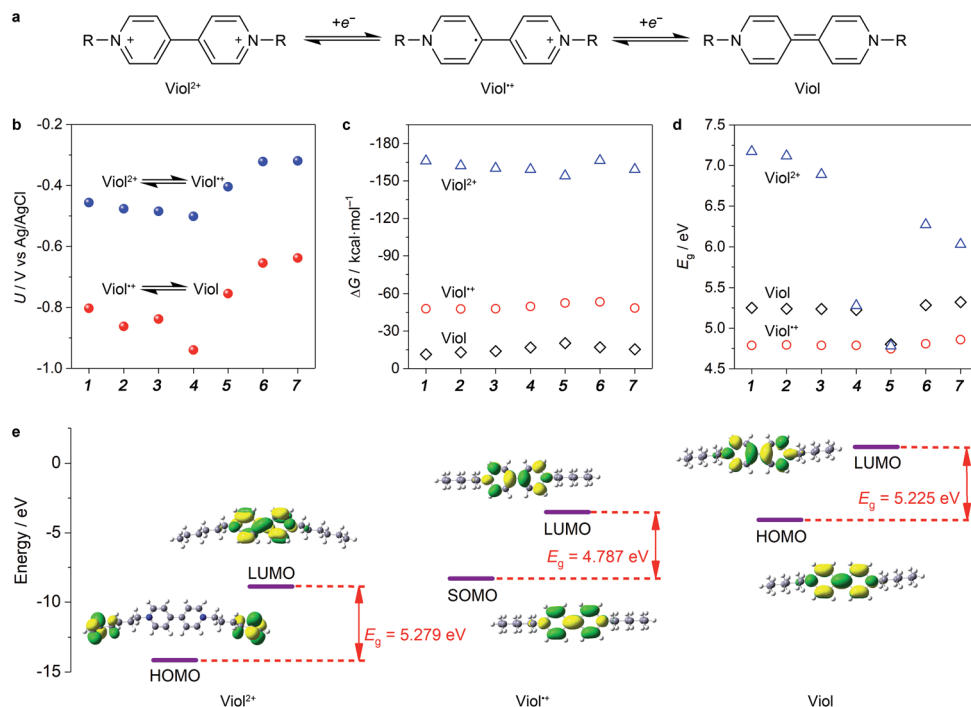 a
R N + + N R +e⁻ R N · + N R +e⁻ R N N R
Viol²⁺ Viol•⁺ Viol
b
-0.2
-0.4
-0.6
-0.8
-1.0
U / V vs Ag/AgCl
Viol²⁺ Viol•⁺
Viol•⁺ Viol
1 2 3 4 5 6 7
c
-180
-150
-120
-90
-60
-30
0
ΔG / kcal·mol⁻¹
Viol²⁺
Viol•⁺
Viol
1 2 3 4 5 6 7
d
7.5
7.0
6.5
6.0
5.5
5.0
4.5
Eg / eV
Viol²⁺
Viol
Viol•⁺
1 2 3 4 5 6 7
e
0
-5
-10
-15
Energy / eV
LUMO
Eg = 5.279 eV
HOMO
Viol²⁺
LUMO
Eg = 4.787 eV
SOMO
Viol•⁺
LUMO
Eg = 5.225 eV
HOMO
Viol